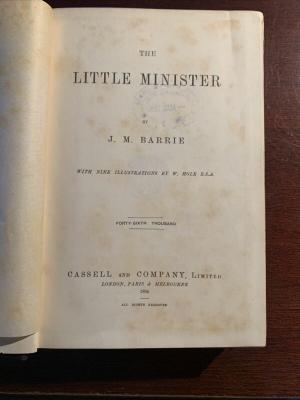 THE
LITTLE MINISTER
BY
J. M. BARRIE
WITH NINE ILLUSTRATIONS BY W. HOLE R.S.A.
FORTY-SIXTH THOUSAND
CASSELL AND COMPANY, LIMITED
LONDON, PARIS & MELBOURNE
ALL RIGHTS RESERVED